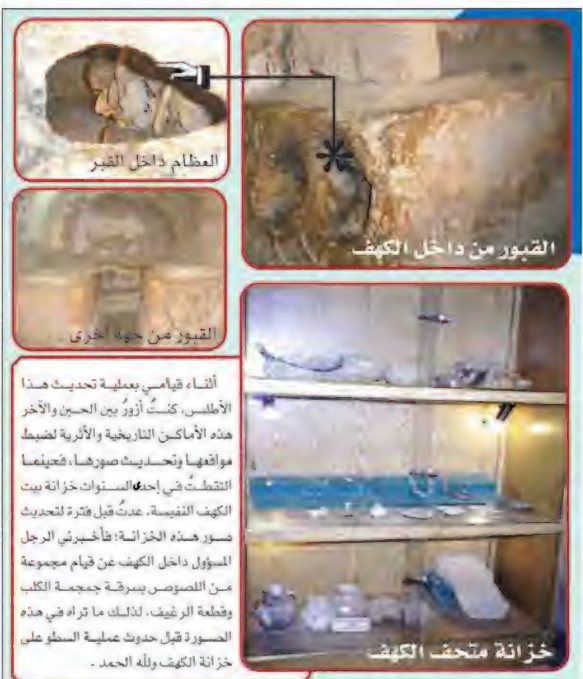 العظام داخل القبر
القبور من داخل الكهف
القبور من جهة أخرى
أثناء قيامي بعملية تحديث هذا
الأطلس، كنتُ أزورُ بين الحين والآخر
هذه الأماكن التاريخية والأثرية لضبط
مواقعها وتحديث صورها، فحينما
التقطتُ في إحدى السنوات خزانة بيت
الكهف النفيسة، عدتُ قبل فترة لتحديث
صور هذه الخزانة؛ فأخبرني الرجل
المسؤول داخل الكهف عن قيام مجموعة
من اللصوص بسرقة جمجمة الكلب
وقطعة الرغيف، لذلك ما تراه في هذه
الصورة قبل حدوث عملية السطو على
خزانة الكهف ولله الحمد .
خزانة متحف الكهف